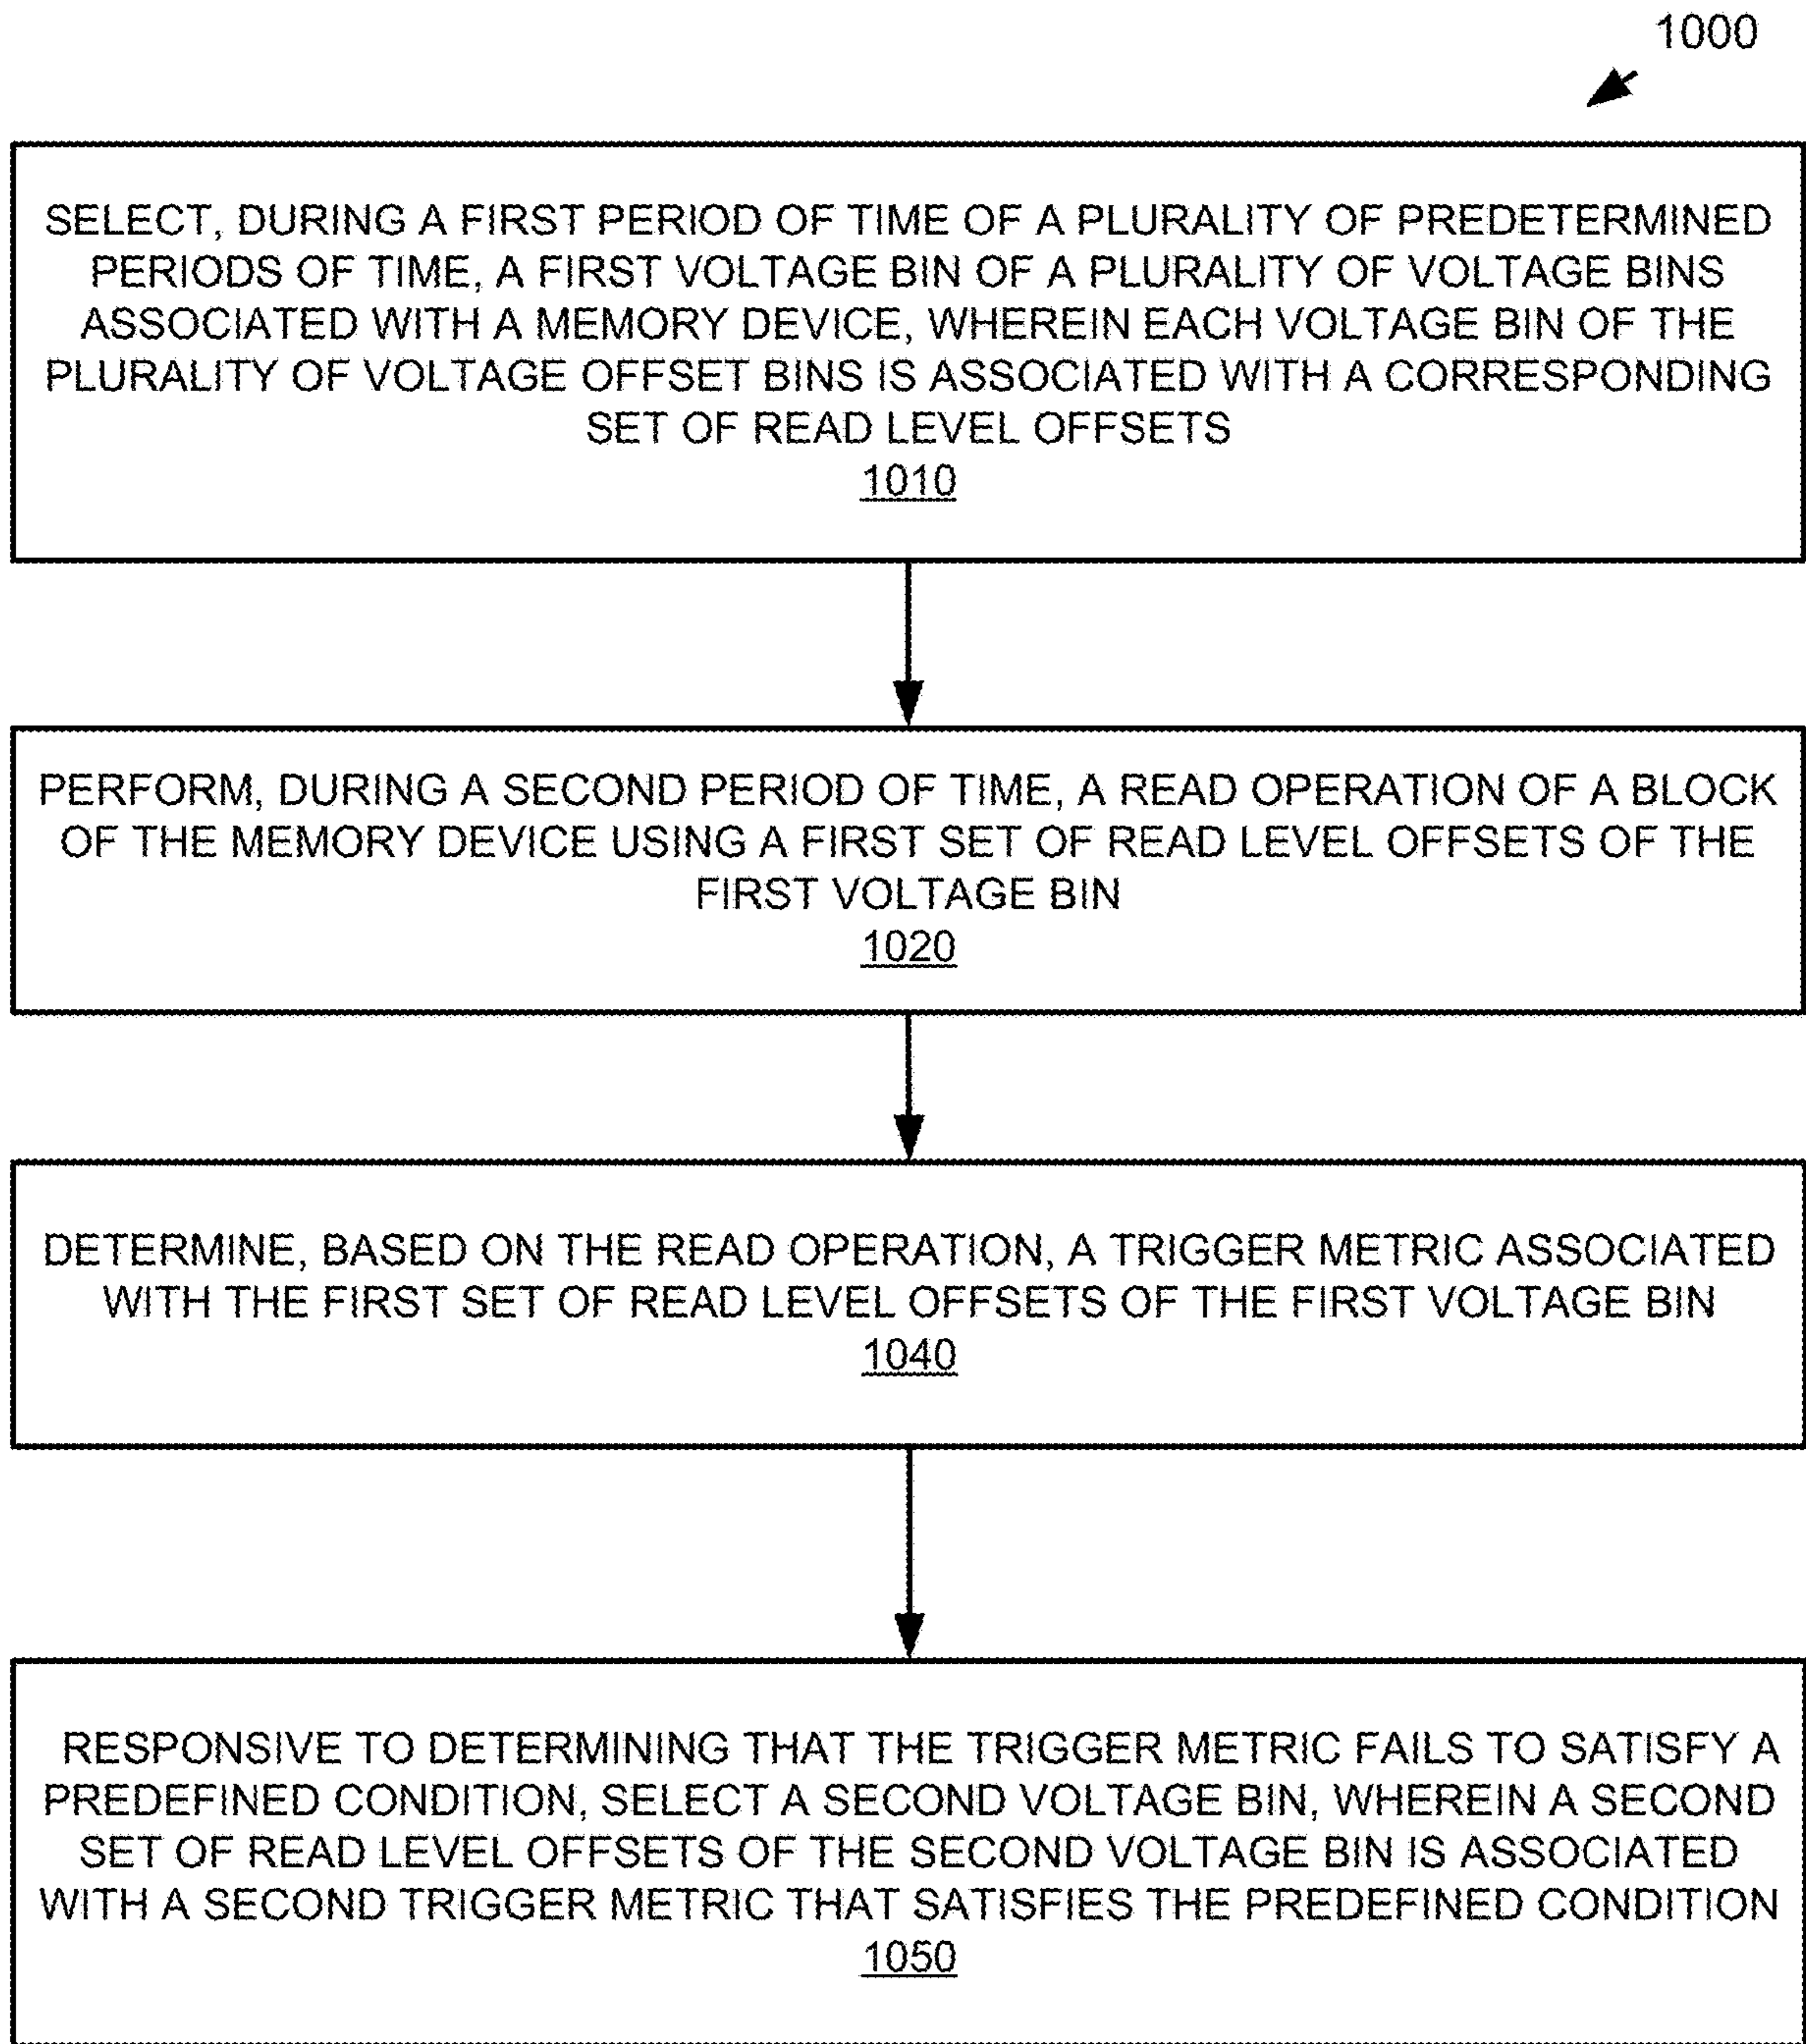 1000
SELECT, DURING A FIRST PERIOD OF TIME OF A PLURALITY OF PREDETERMINED
PERIODS OF TIME, A FIRST VOLTAGE BIN OF A PLURALITY OF VOLTAGE BINS
ASSOCIATED WITH A MEMORY DEVICE, WHEREIN EACH VOLTAGE BIN OF THE
PLURALITY OF VOLTAGE OFFSET BINS IS ASSOCIATED WITH A CORRESPONDING
SET OF READ LEVEL OFFSETS
1010
PERFORM, DURING A SECOND PERIOD OF TIME, A READ OPERATION OF A BLOCK
OF THE MEMORY DEVICE USING A FIRST SET OF READ LEVEL OFFSETS OF THE
FIRST VOLTAGE BIN
1020
DETERMINE, BASED ON THE READ OPERATION, A TRIGGER METRIC ASSOCIATED
WITH THE FIRST SET OF READ LEVEL OFFSETS OF THE FIRST VOLTAGE BIN
1040
RESPONSIVE TO DETERMINING THAT THE TRIGGER METRIC FAILS TO SATISFY A
PREDEFINED CONDITION, SELECT A SECOND VOLTAGE BIN, WHEREIN A SECOND
SET OF READ LEVEL OFFSETS OF THE SECOND VOLTAGE BIN IS ASSOCIATED
WITH A SECOND TRIGGER METRIC THAT SATISFIES THE PREDEFINED CONDITION
1050